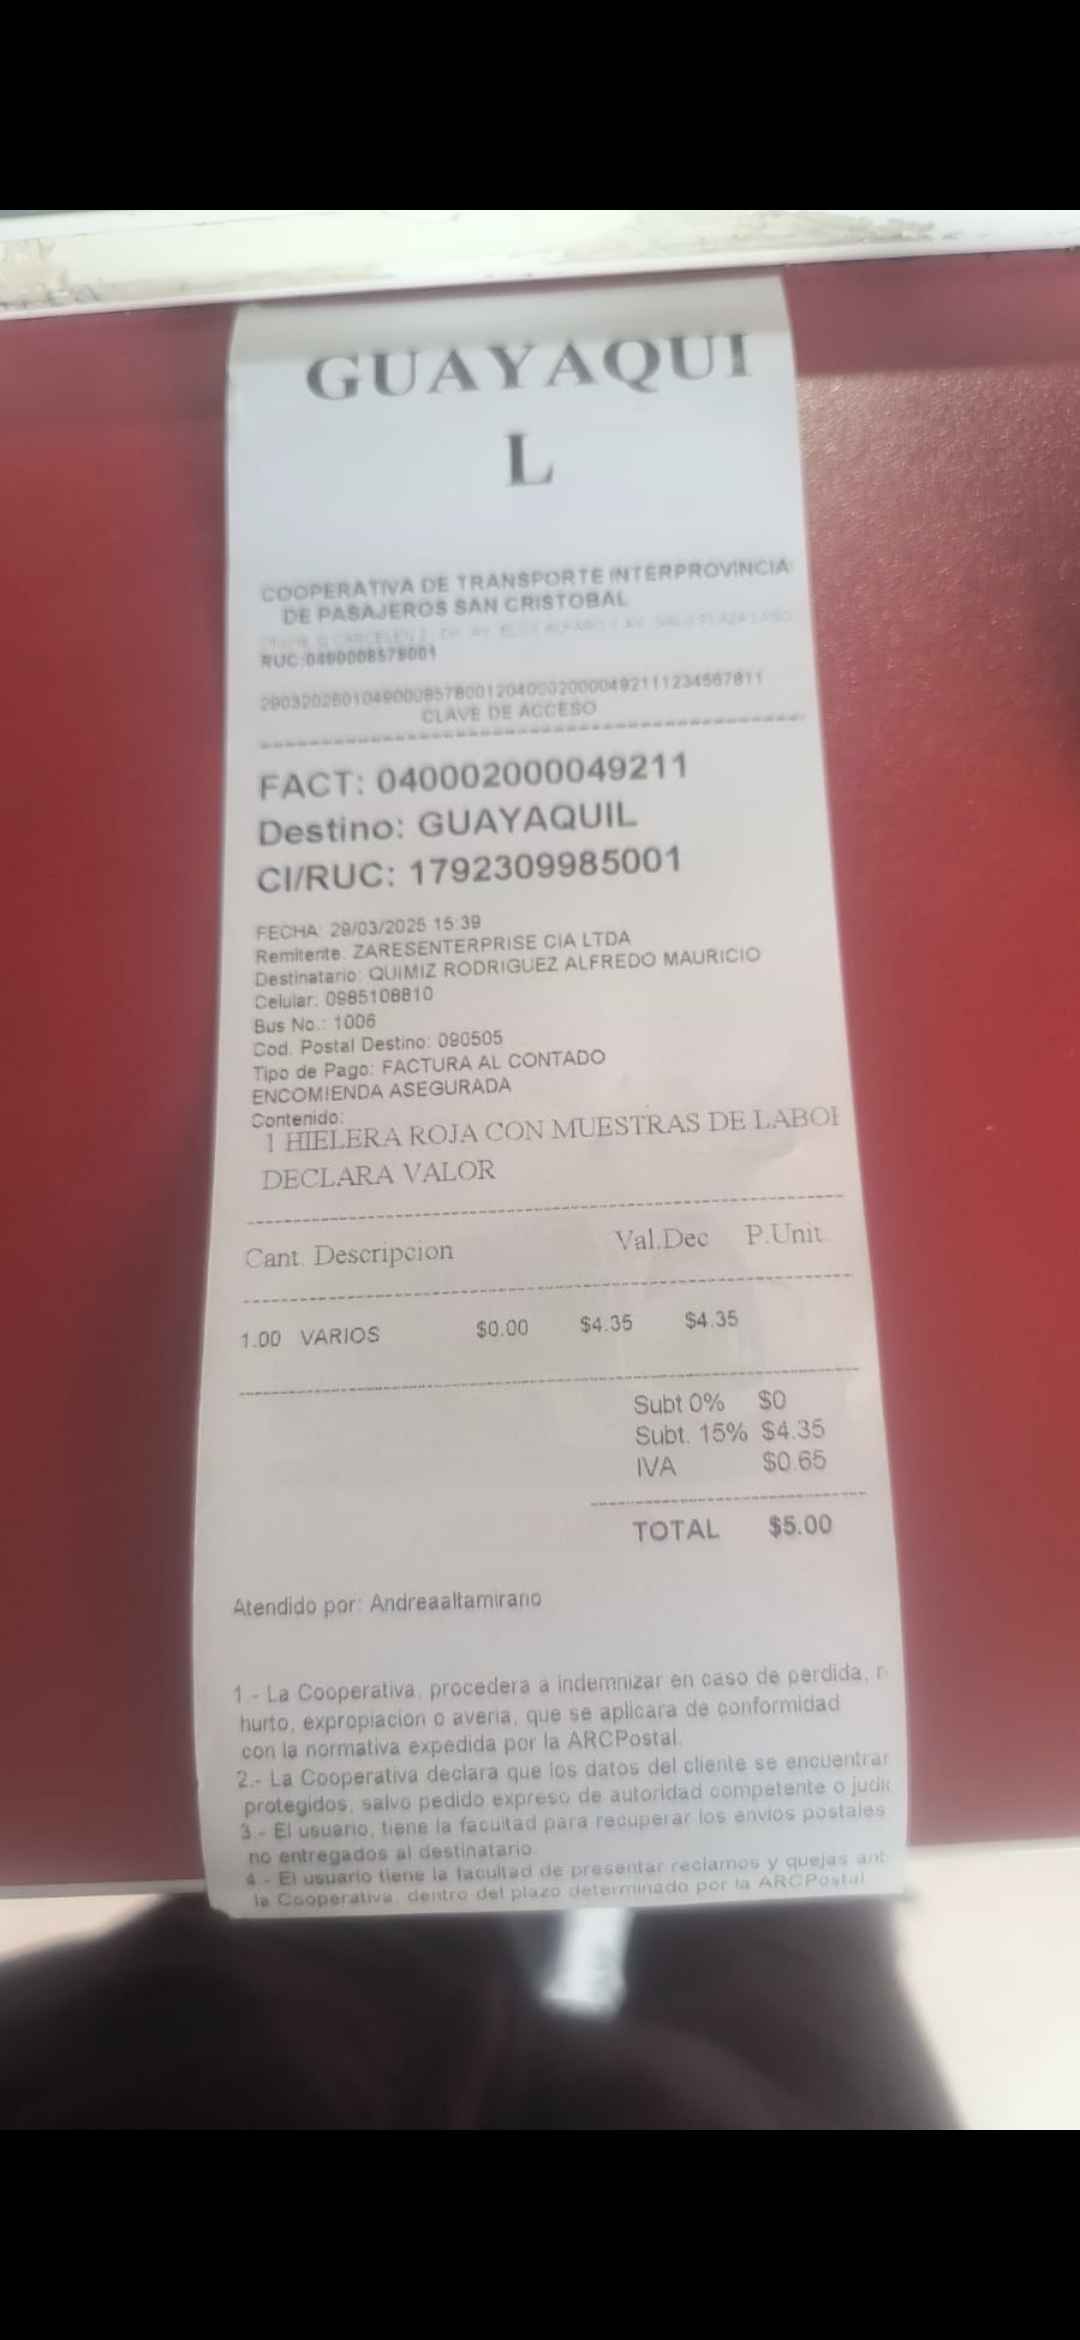 GUAYAQUI
L
COOPERATIVA DE TRANSPORTE INTERPROVINCIA
DE PASAJEROS SAN CRISTOBAL
RUC:0490008578001
CLAVE DE ACCESO
FACT: 040002000049211
Destino: GUAYAQUIL
CI/RUC: 1792309985001
FECHA: 15:39
Remitente: ZARESENTERPRISE CIA LTDA
Destinatario: QUIMIZ RODRIGUEZ ALFREDO MAURICIO
Celular: 0985108810
Bus No.: 1006
Cod. Postal Destino: 090505
Tipo de Pago: FACTURA AL CONTADO
ENCOMIENDA ASEGURADA
Contenido:
1 HIELERA ROJA CON MUESTRAS DE LABOR
DECLARA VALOR
Cant. Descripcion Val.Dec P.Unit.
1.00 VARIOS $0.00 $4.35 $4.35
Subt 0% $0
Subt. 15% $4.35
IVA $0.65
TOTAL $5.00
Atendido por: Andreaaltamirano
1.- La Cooperativa, procedera a indemnizar en caso de perdida, r
hurto, expropiacion o averia, que se aplicara de conformidad
con la normativa expedida por la ARCPostal.
2.- La Cooperativa declara que los datos del cliente se encuentrar
protegidos, salvo pedido expreso de autoridad competente o judic
3.- El usuario, tiene la facultad para recuperar los envios postales
no entregados al destinatario.
4.- El usuario tiene la facultad de presentar reclamos y quejas ant
la Cooperativa, dentro del plazo determinado por la ARCPostal